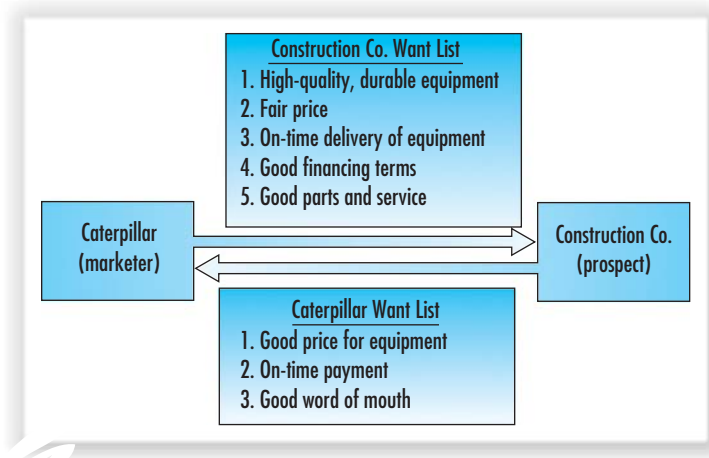 Construction Co. Want List
1. High-quality, durable equipment
2. Fair price
3. On-time delivery of equipment
4. Good financing terms
5. Good parts and service
Caterpillar
(marketer)
Construction Co.
(prospect)
Caterpillar Want List
1. Good price for equipment
2. On-time payment
3. Good word of mouth